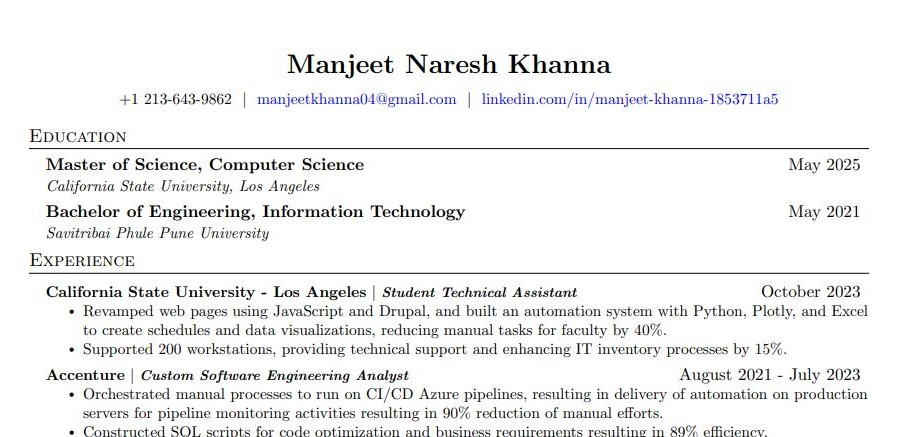 Manjeet Naresh Khanna
+1 213-643-9862 | manjeetkhanna04@gmail.com | linkedin.com/in/manjeet-khanna-1853711a5
Education
Master of Science, Computer Science May 2025
California State University, Los Angeles
Bachelor of Engineering, Information Technology May 2021
Savitribai Phule Pune University
Experience
California State University - Los Angeles | Student Technical Assistant October 2023
• Revamped web pages using JavaScript and Drupal, and built an automation system with Python, Plotly, and Excel
to create schedules and data visualizations, reducing manual tasks for faculty by 40%.
• Supported 200 workstations, providing technical support and enhancing IT inventory processes by 15%.
Accenture | Custom Software Engineering Analyst August 2021 - July 2023
• Orchestrated manual processes to run on CI/CD Azure pipelines, resulting in delivery of automation on production
servers for pipeline monitoring activities resulting in 90% reduction of manual efforts.
• Constructed SQL scripts for code optimization and business requirements resulting in 89% efficiency.